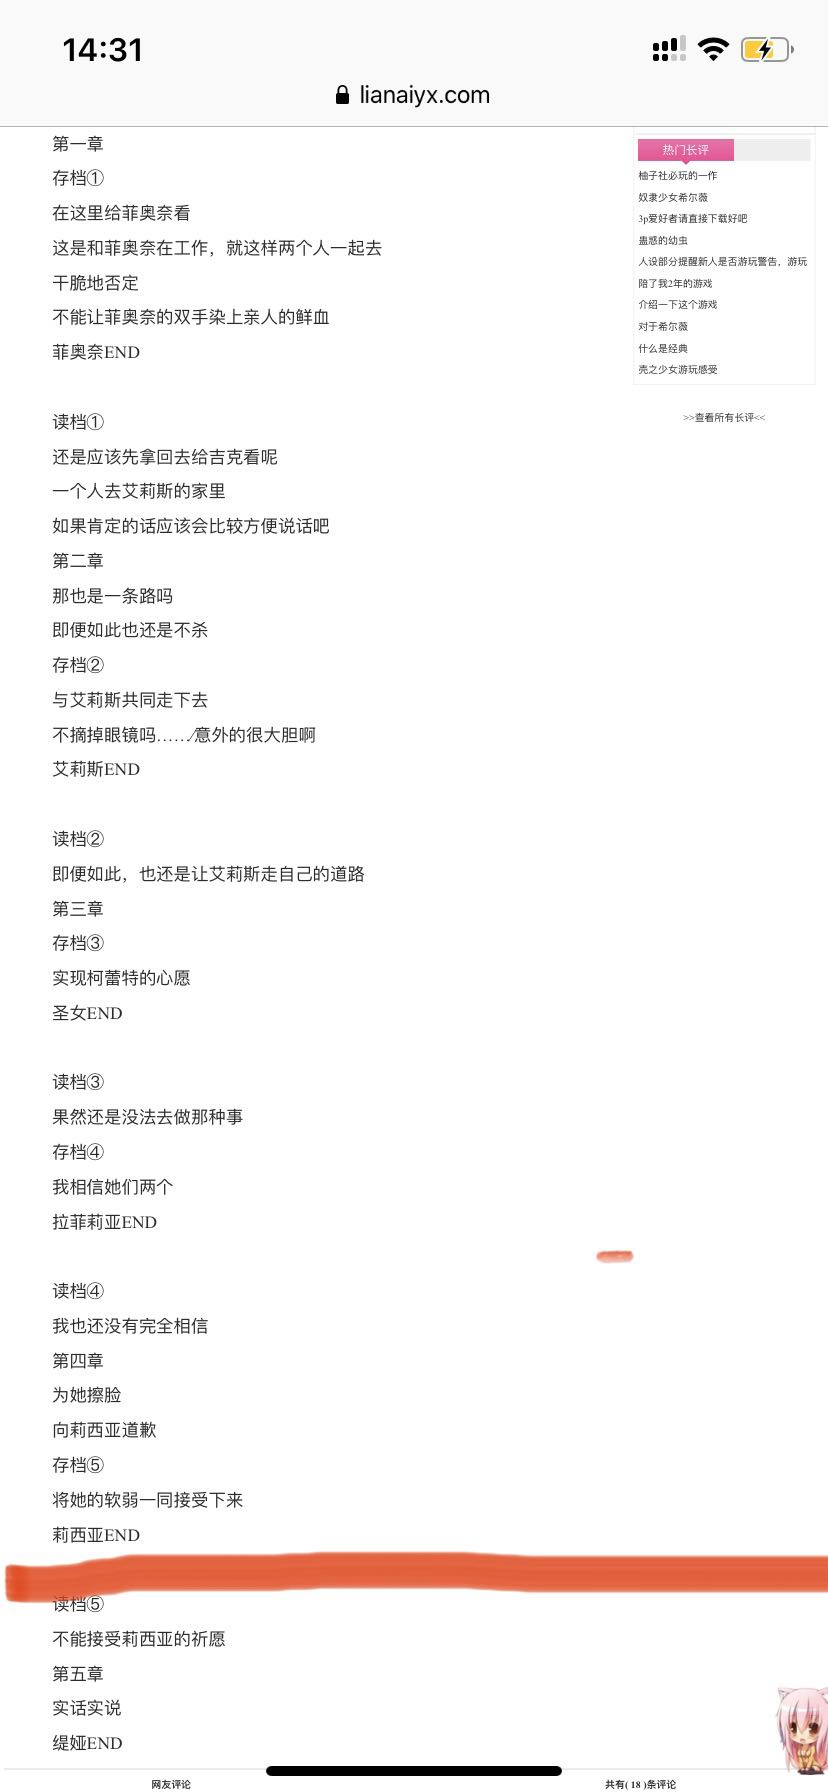 14:31
lianaiyx.com
第一章
存档①
在这里给菲奥奈看
这是和菲奥奈在工作，就这样两个人一起去
干脆地否定
不能让菲奥奈的双手染上亲人的鲜血
菲奥奈END
读档①
还是应该先拿回去给吉克看呢
一个人去艾莉斯的家里
如果肯定的话应该会比较方便说话吧
第二章
那也是一条路吗
即便如此也还是不杀
存档②
与艾莉斯共同走下去
不摘掉眼镜吗……/意外的很大胆啊
艾莉斯END
读档②
即便如此，也还是让艾莉斯走自己的道路
第三章
存档③
实现柯蕾特的心愿
圣女END
读档③
果然还是没法去做那种事
存档④
我相信她们两个
拉菲莉亚END
读档④
我也还没有完全相信
第四章
为她擦脸
向莉西亚道歉
存档⑤
将她的软弱一同接受下来
莉西亚END
读档⑤
不能接受莉西亚的祈愿
第五章
实话实说
缇娅END
热门长评
柚子社必玩的一作
奴隶少女希尔薇
3p爱好者请直接下载好吧
蛊惑的幼虫
人设部分提醒新人是否游玩警告，游玩
陪了我2年的游戏
介绍一下这个游戏
对于希尔薇
什么是经典
壳之少女游玩感受
>>查看所有长评<<
网友评论
共有( 18 )条评论